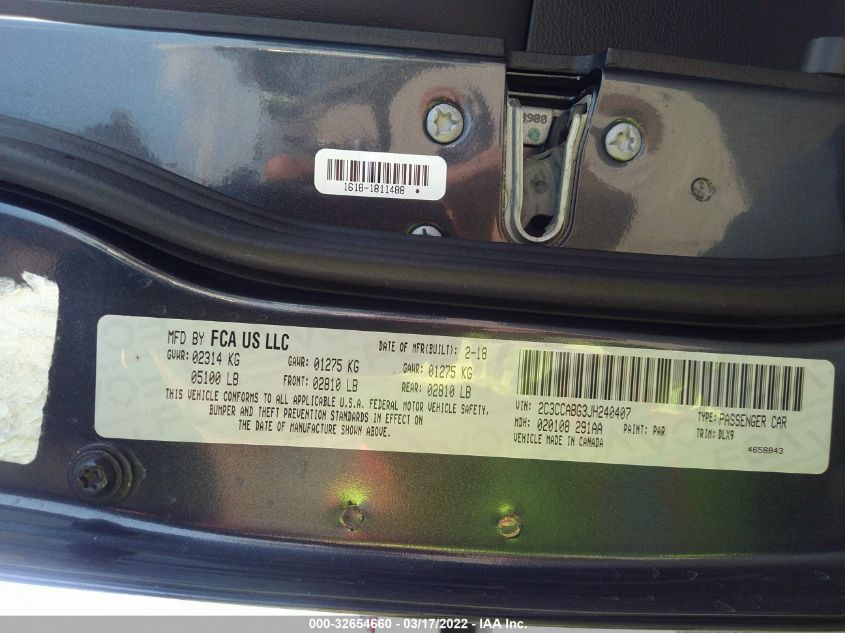 3900
1618-1811408
MFD BY FCA US LLC
DATE OF MFR(BUILT): 2-18
GVWR: 02314 KG
GAWR: 01275 KG
GAWR: 01275 KG
05100 LB
FRONT: 02810 LB
REAR: 02810 LB
THIS VEHICLE CONFORMS TO ALL APPLICABLE U.S.A. FEDERAL MOTOR VEHICLE SAFETY,
BUMPER AND THEFT PREVENTION STANDARDS IN EFFECT ON
THE DATE OF MANUFACTURE SHOWN ABOVE.
VIN: 2C3CCABG3JH240407
TYPE: PASSENGER CAR
MDH: 020108 291AA
PAINT: PAR
TRIM: DLX9
VEHICLE MADE IN CANADA
4658843
000-32654660 - 03/17/2022 - IAA Inc.